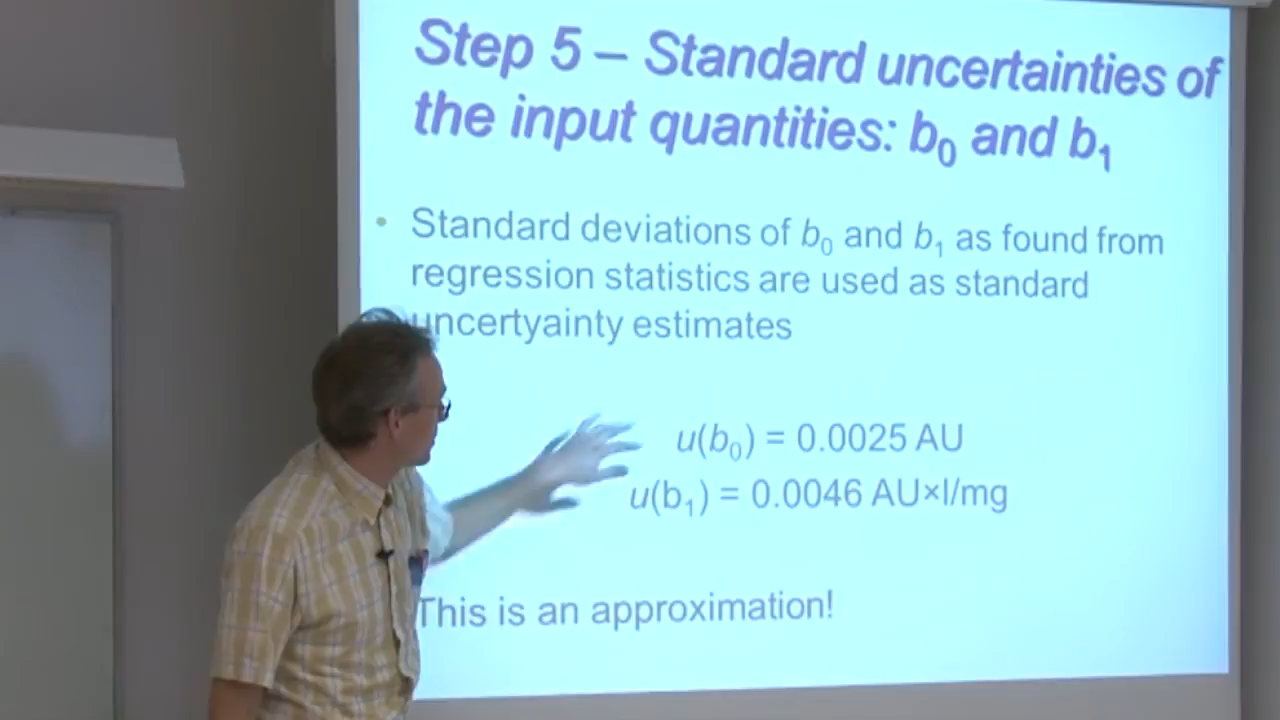 Step 5 – Standard uncertainties of
the input quantities: b₀ and b₁
• Standard deviations of b₀ and b₁ as found from
regression statistics are used as standard
uncertyainty estimates
u(b₀) = 0.0025 AU
u(b₁) = 0.0046 AU×l/mg
This is an approximation!